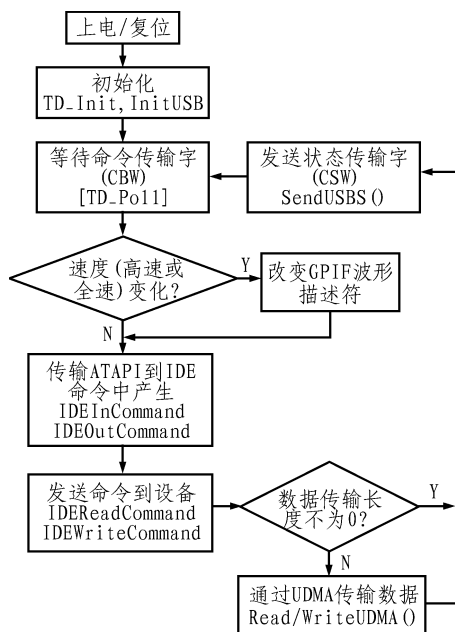 上电/复位
初始化
TD_Init,InitUSB
等待命令传输字
(CBW)
[TD_Poll]
发送状态传输字
(CSW)
SendUSBS()
速度(高速或
全速)变化?
Y
改变GPIF波形
描述符
N
传输ATAPI到IDE
命令中产生
IDEInCommand
IDEOutCommand
发送命令到设备
IDEReadCommand
IDEWriteCommand
数据传输长
度不为0?
Y
N
通过UDMA传输数据
Read/WriteUDMA()